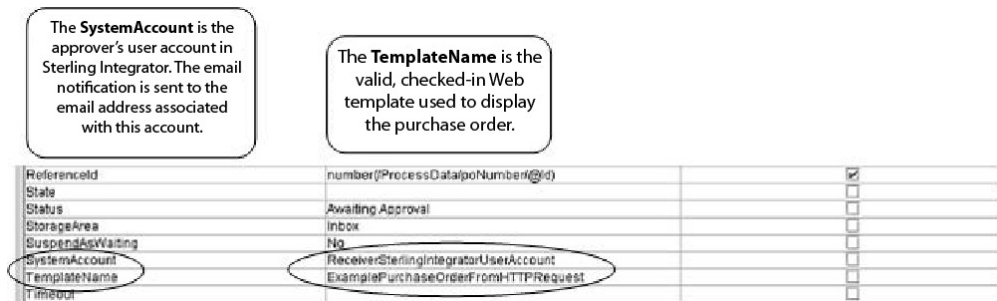 The SystemAccount is the
approver's user account in
Sterling Integrator. The email
notification is sent to the
email address associated
with this account.
The TemplateName is the
valid, checked-in Web
template used to display
the purchase order.
ReferenceId number(/ProcessData/poNumber/@id)
State
Status Awaiting Approval
StorageArea Inbox
SuspendAsWaiting No
SystemAccount ReceiverSterlingIntegratorUserAccount
TemplateName ExamplePurchaseOrderFromHTTPRequest
Timeout